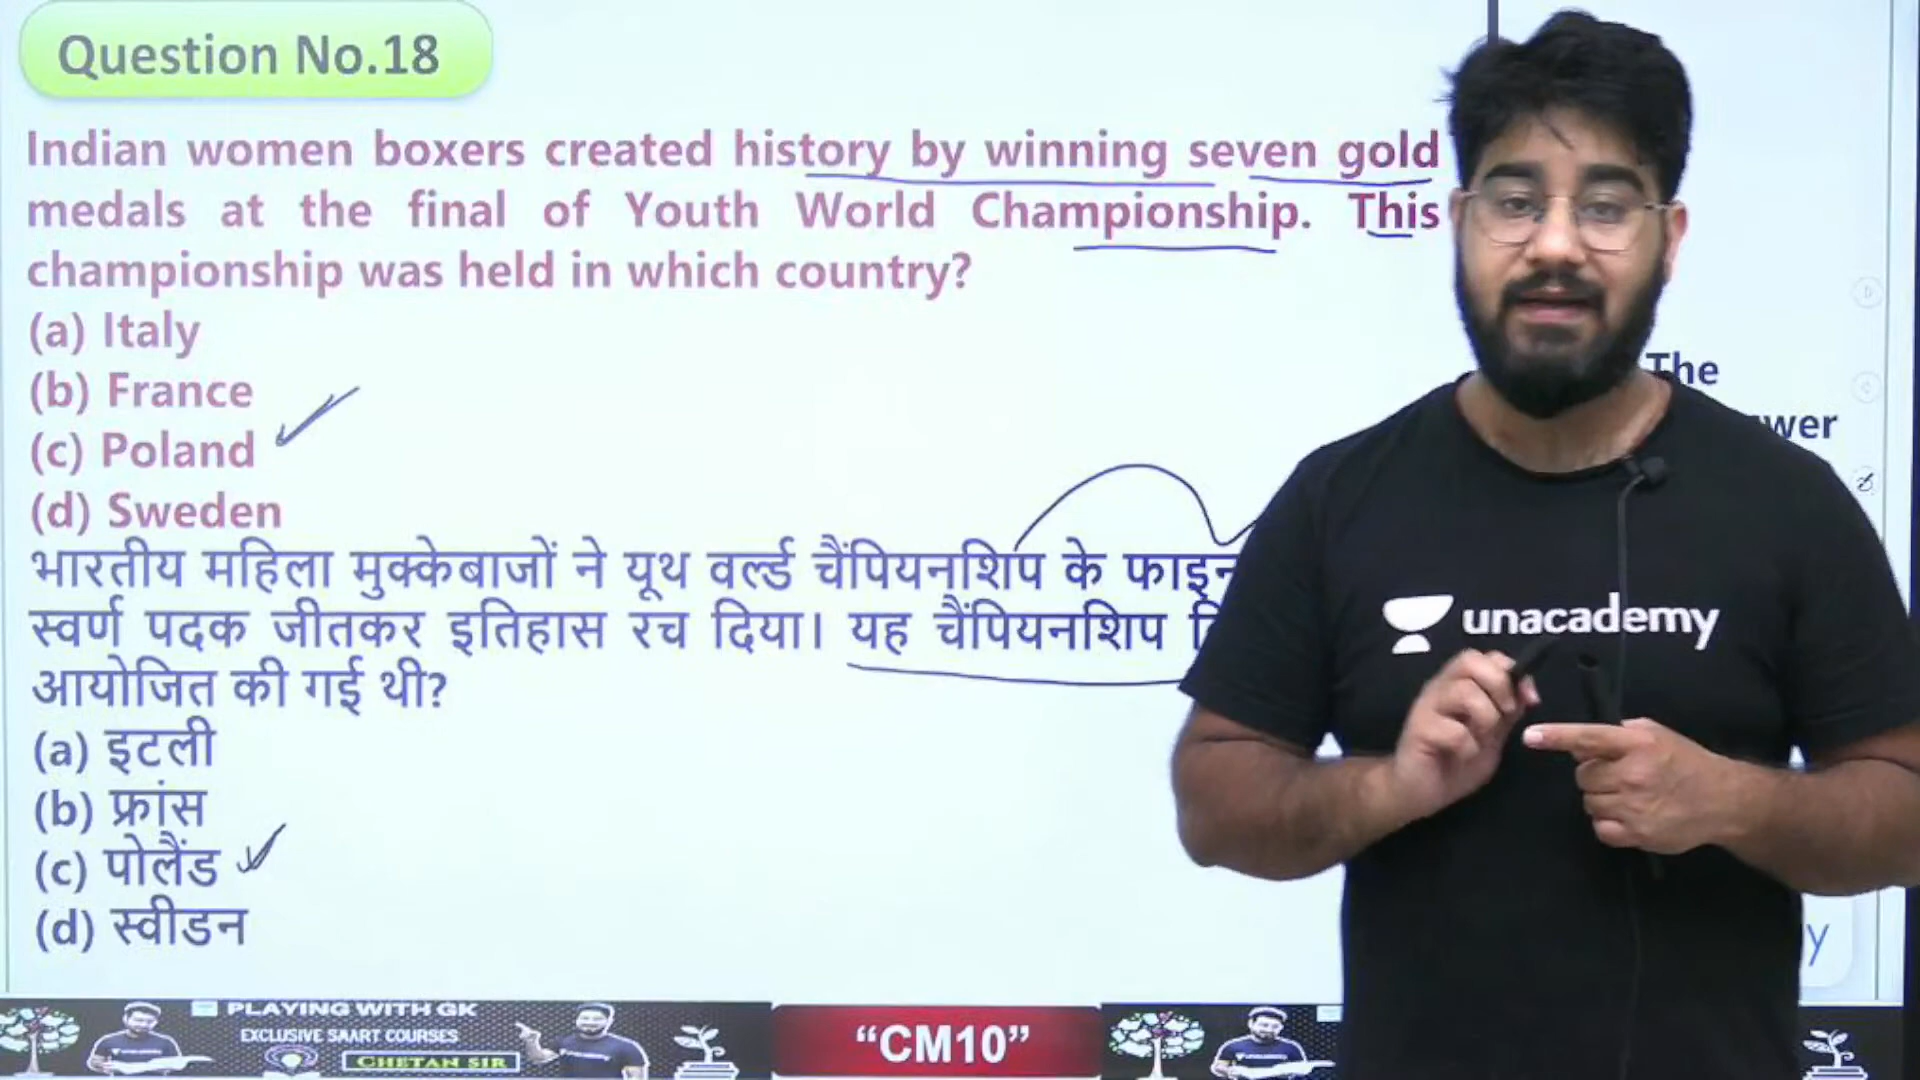 Question No.18
Indian women boxers created history by winning seven gold
medals at the final of Youth World Championship. This
championship was held in which country?
(a) Italy
(b) France
(c) Poland
(d) Sweden
भारतीय महिला मुक्केबाजों ने यूथ वर्ल्ड चैंपियनशिप के फाइन
स्वर्ण पदक जीतकर इतिहास रच दिया। यह चैंपियनशिप
आयोजित की गई थी?
(a) इटली
(b) फ्रांस
(c) पोलैंड
(d) स्वीडन
The
wer
unacademy
y
PLAYING WITH GK
EXCLUSIVE SAART COURSES
CHETAN SIR
“CM10”